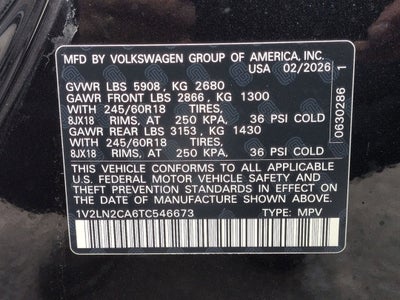 MFD BY VOLKSWAGEN GROUP OF AMERICA, INC.
USA 02/2026
GVWR LBS 5908, KG 2680
GAWR FRONT LBS 2866, KG 1300
WITH 245/60R18 TIRES,
8JX18 RIMS, AT 250 KPA, 36 PSI COLD
GAWR REAR LBS 3153, KG 1430
WITH 245/60R18 TIRES,
8JX18 RIMS, AT 250 KPA, 36 PSI COLD
THIS VEHICLE CONFORMS TO ALL APPLICABLE
U.S. FEDERAL MOTOR VEHICLE SAFETY AND
THEFT PREVENTION STANDARDS IN EFFECT ON
THE DATE OF MANUFACTURE SHOWN ABOVE.
1V2LN2CA6TC546673 TYPE: MPV
0630286 1